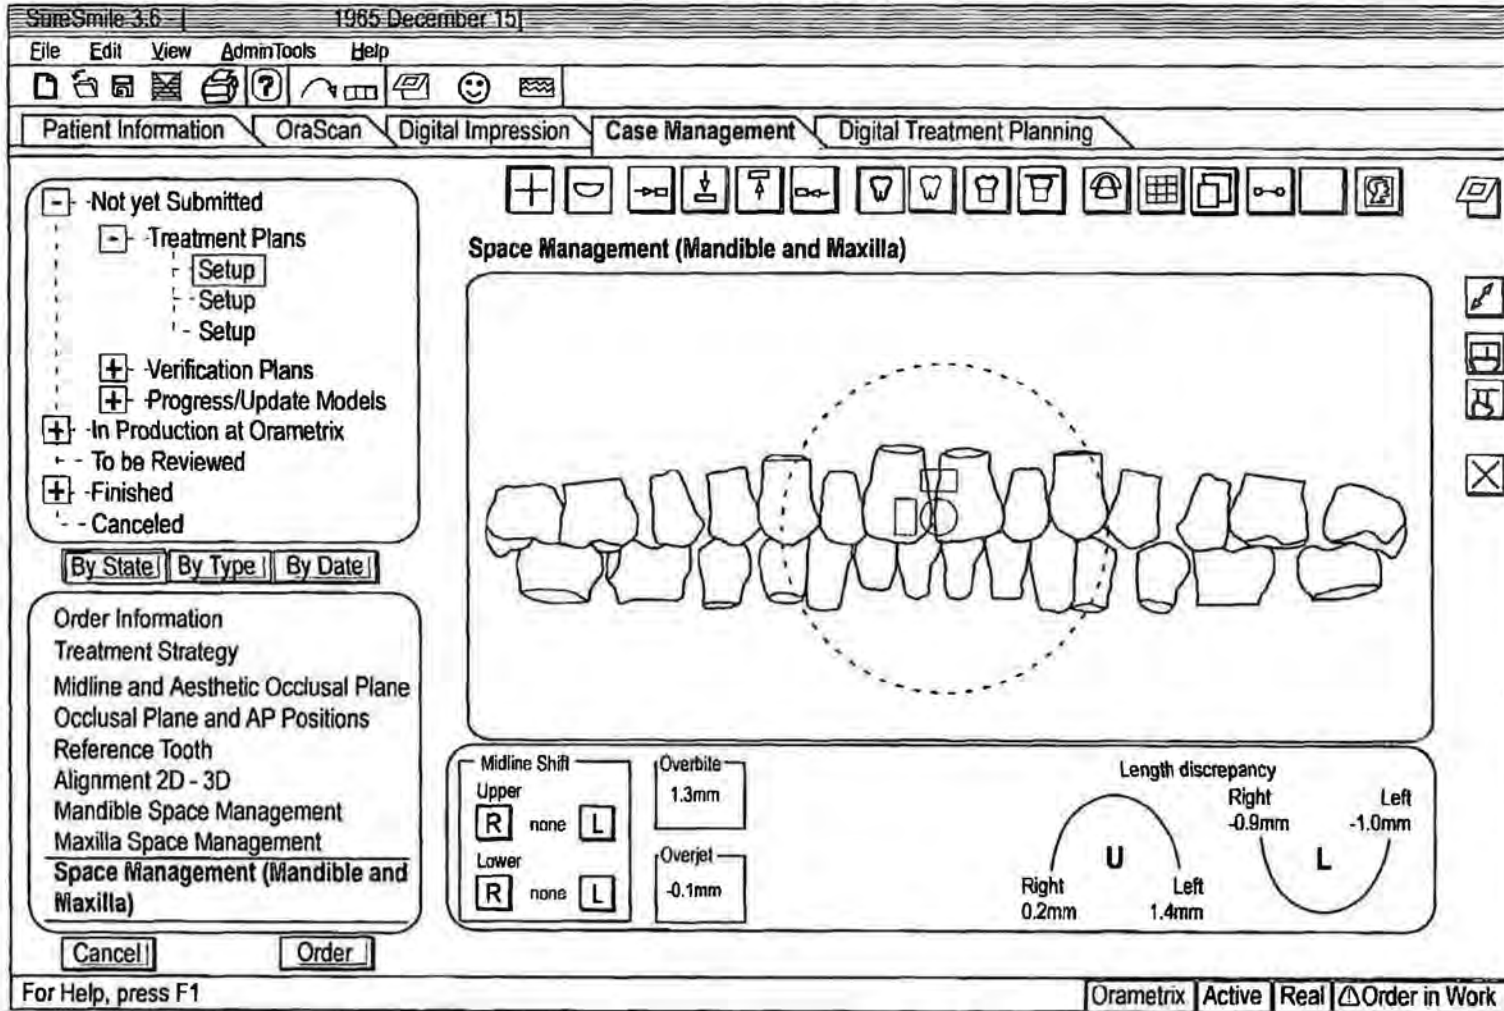 SureSmile 3.6 - [ 1965 December 15]
File Edit View AdminTools Help
Patient Information OraScan Digital Impression Case Management Digital Treatment Planning
Not yet Submitted
Treatment Plans
Setup
Setup
Setup
Verification Plans
Progress/Update Models
In Production at Orametrix
To be Reviewed
Finished
Canceled
By State By Type By Date
Order Information
Treatment Strategy
Midline and Aesthetic Occlusal Plane
Occlusal Plane and AP Positions
Reference Tooth
Alignment 2D - 3D
Mandible Space Management
Maxilla Space Management
Space Management (Mandible and
Maxilla)
Cancel Order
Space Management (Mandible and Maxilla)
Midline Shift
Upper
R none L
Lower
R none L
Overbite
1.3mm
Overjet
-0.1mm
Length discrepancy
U
Right Left
0.2mm 1.4mm
Right Left
-0.9mm -1.0mm
L
For Help, press F1
Orametrix Active Real Order in Work